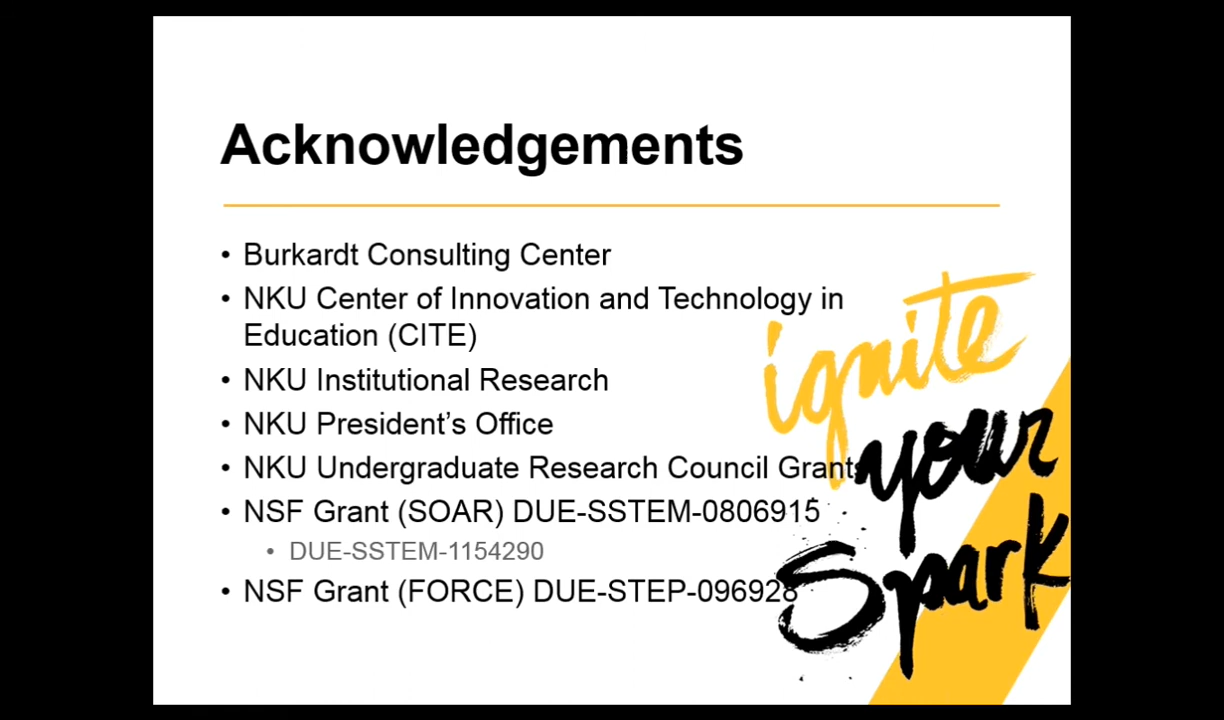 Acknowledgements
• Burkardt Consulting Center
• NKU Center of Innovation and Technology in
Education (CITE)
• NKU Institutional Research
• NKU President’s Office
• NKU Undergraduate Research Council Grants
• NSF Grant (SOAR) DUE-SSTEM-0806915
• DUE-SSTEM-1154290
• NSF Grant (FORCE) DUE-STEP-096928
ignite
your
Spark